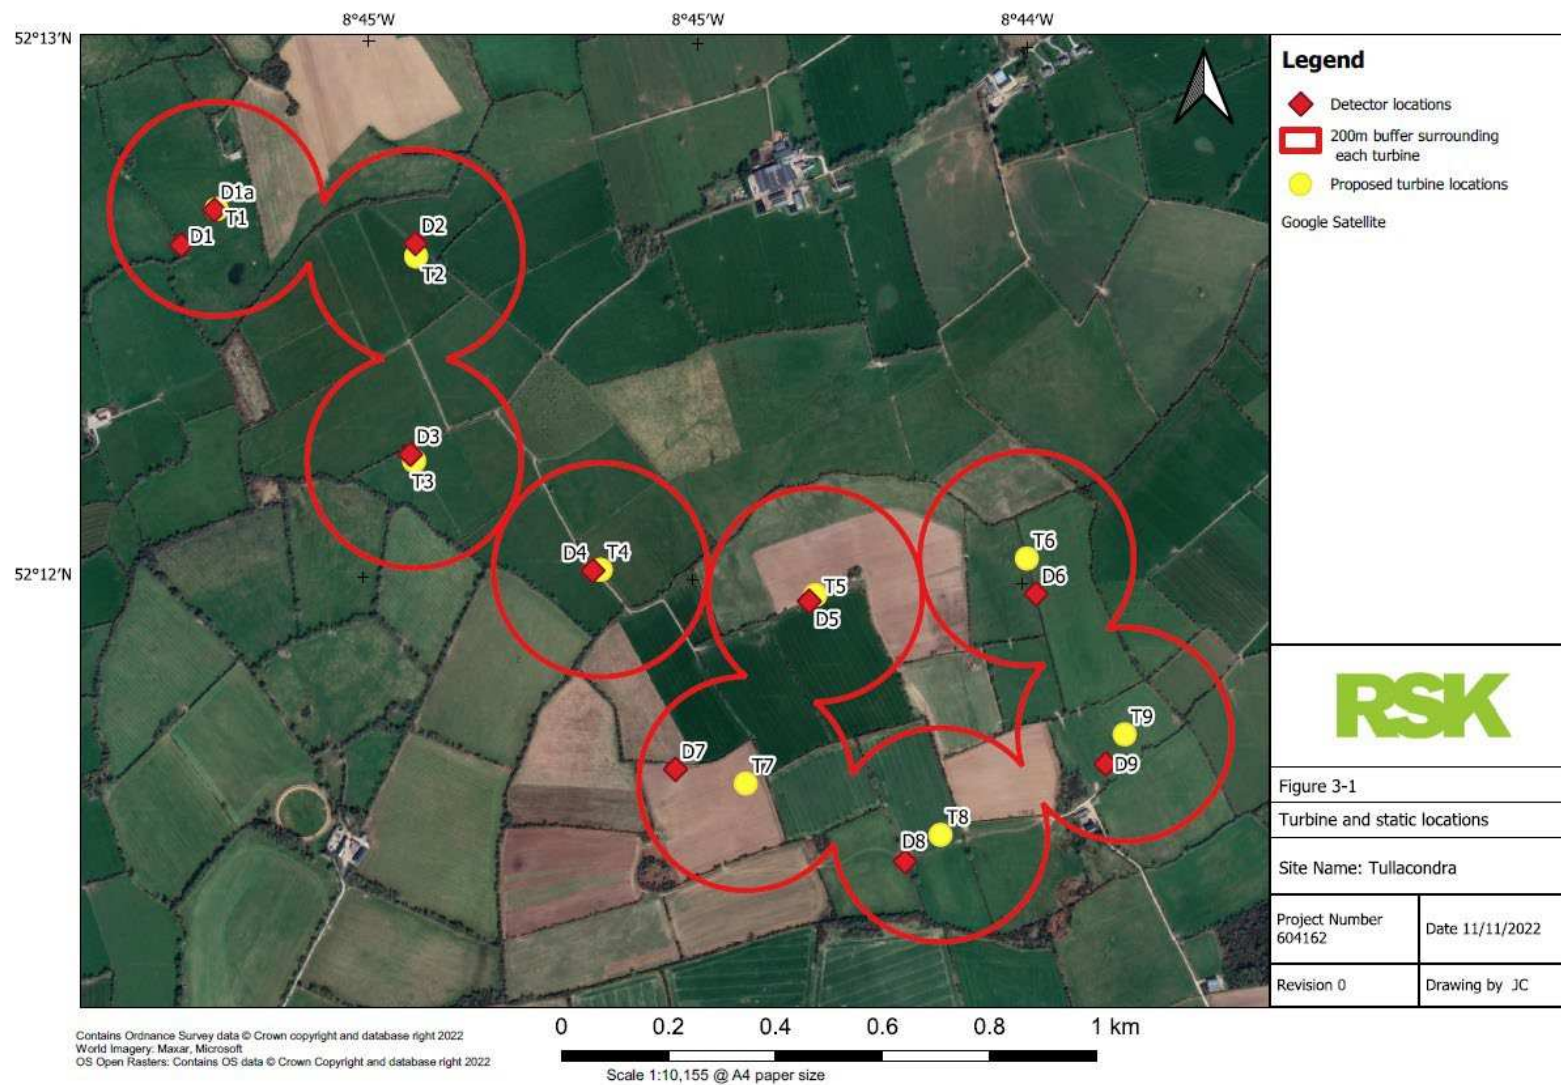 8°45'W
8°45'W
8°44'W
52°13'N
52°12'N
D1a
T1
D1
D2
T2
D3
T3
D4
T4
T5
D5
T6
D6
D7
T7
T8
D8
T9
D9
Legend
Detector locations
200m buffer surrounding
each turbine
Proposed turbine locations
Google Satellite
RSK
Figure 3-1
Turbine and static locations
Site Name: Tullacondra
Project Number
604162
Date 11/11/2022
Revision 0
Drawing by JC
Contains Ordnance Survey data © Crown copyright and database right 2022
World Imagery: Maxar, Microsoft
OS Open Rasters: Contains OS data © Crown Copyright and database right 2022
0 0.2 0.4 0.6 0.8 1 km
Scale 1:10,155 @ A4 paper size